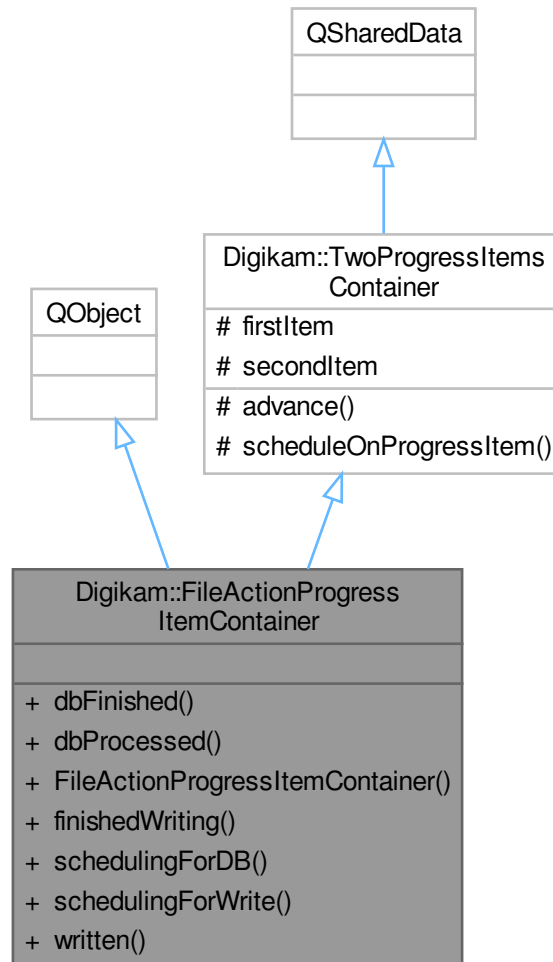 QSharedData
Digikam::TwoProgressItems
Container
# firstItem
# secondItem
# advance()
# scheduleOnProgressItem()
QObject
Digikam::FileActionProgress
ItemContainer
+ dbFinished()
+ dbProcessed()
+ FileActionProgressItemContainer()
+ finishedWriting()
+ schedulingForDB()
+ schedulingForWrite()
+ written()